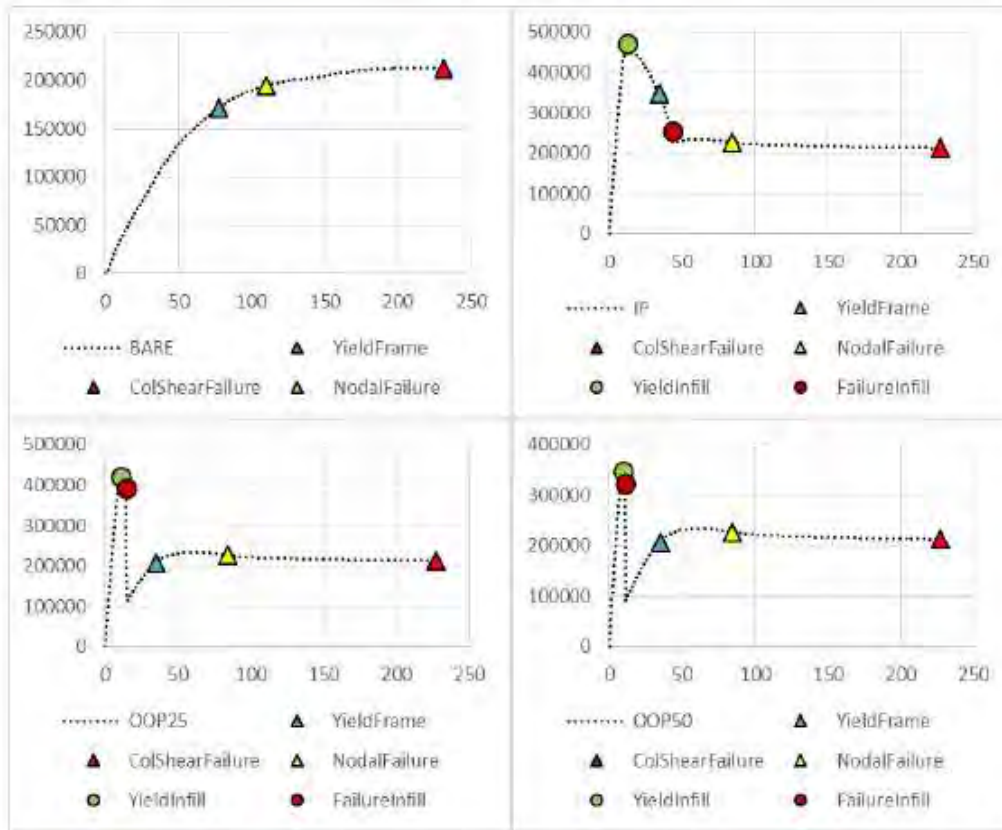 250000
200000
150000
100000
50000
0
0 50 100 150 200 250
BARE YieldFrame
ColShearFailure NodalFailure
500000
400000
300000
200000
100000
0
0 50 100 150 200 250
IP YieldFrame
ColShearFailure NodalFailure
YieldInfill FailureInfill
500000
400000
300000
200000
100000
0
0 50 100 150 200 250
OOP25 YieldFrame
ColShearFailure NodalFailure
YieldInfill FailureInfill
400000
300000
200000
100000
0
0 50 100 150 200 250
OOP50 YieldFrame
ColShearFailure NodalFailure
YieldInfill FailureInfill